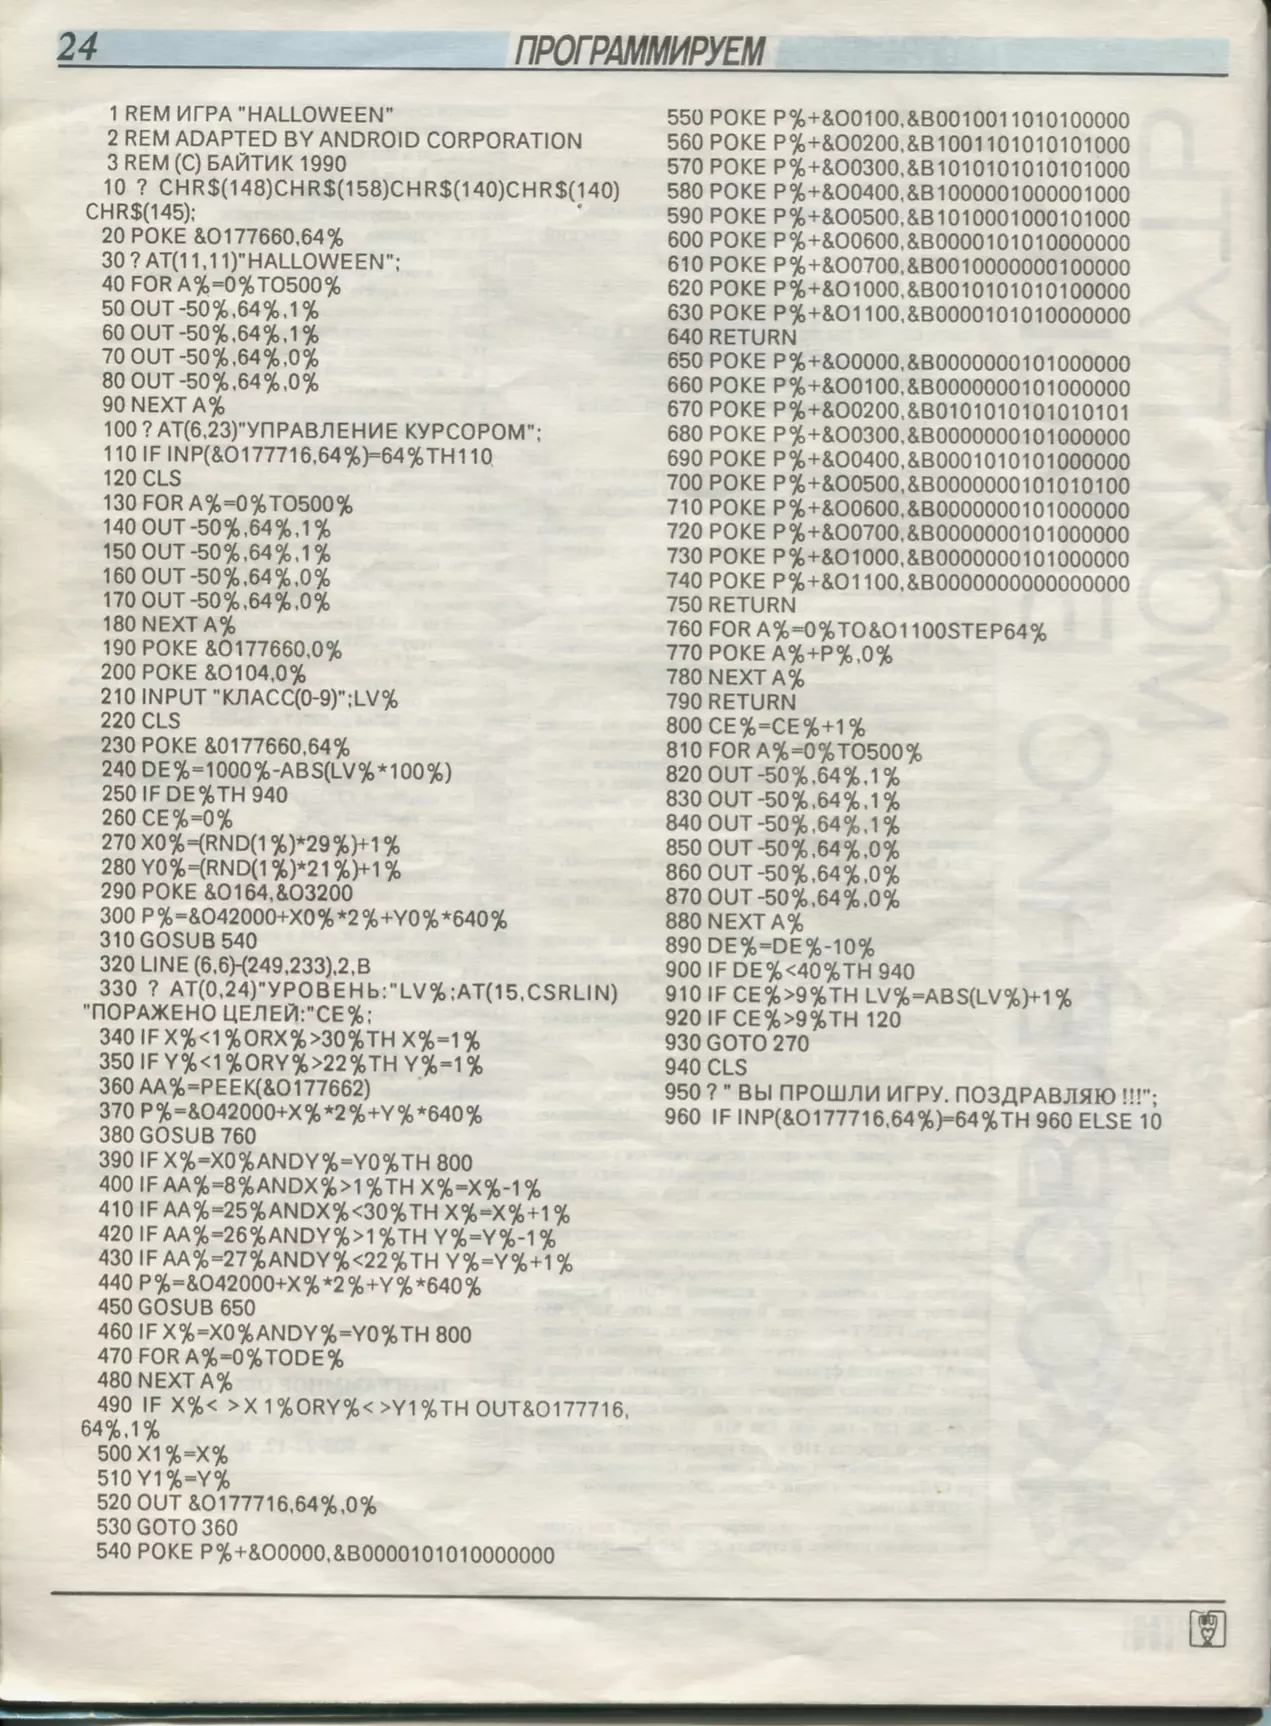 24
ПРОГРАММИРУЕМ
1 REM ИГРА "HALLOWEEN"
2 REM ADAPTED BY ANDROID CORPORATION
3 REM (C) БАЙТИК 1990
10 ? CHR$(148)CHR$(158)CHR$(140)CHR$(140)
CHR$(145);
20 POKE &O177660,64%
30 ? AT(11,11)"HALLOWEEN";
40 FOR A%=0%TO500%
50 OUT -50%,64%,1%
60 OUT -50%,64%,1%
70 OUT -50%,64%,0%
80 OUT -50%,64%,0%
90 NEXT A%
100 ? AT(6,23)"УПРАВЛЕНИЕ КУРСОРОМ";
110 IF INP(&O177716,64%)=64%TH110
120 CLS
130 FOR A%=0%TO500%
140 OUT -50%,64%,1%
150 OUT -50%,64%,1%
160 OUT -50%,64%,0%
170 OUT -50%,64%,0%
180 NEXT A%
190 POKE &O177660,0%
200 POKE &O104,0%
210 INPUT "КЛАСС(0-9)";LV%
220 CLS
230 POKE &O177660,64%
240 DE%=1000%-ABS(LV%*100%)
250 IF DE%TH 940
260 CE%=0%
270 X0%=(RND(1%)*29%)+1%
280 Y0%=(RND(1%)*21%)+1%
290 POKE &O164,&O3200
300 P%=&O42000+X0%*2%+Y0%*640%
310 GOSUB 540
320 LINE (6,6)-(249,233),2,B
330 ? AT(0,24)"УРОВЕНЬ:"LV%;AT(15,CSRLIN)
"ПОРАЖЕНО ЦЕЛЕЙ:"CE%;
340 IF X%<1%ORX%>30%TH X%=1%
350 IF Y%<1%ORY%>22%TH Y%=1%
360 AA%=PEEK(&O177662)
370 P%=&O42000+X%*2%+Y%*640%
380 GOSUB 760
390 IF X%=X0%ANDY%=Y0%TH 800
400 IF AA%=8%ANDX%>1%TH X%=X%-1%
410 IF AA%=25%ANDX%<30%TH X%=X%+1%
420 IF AA%=26%ANDY%>1%TH Y%=Y%-1%
430 IF AA%=27%ANDY%<22%TH Y%=Y%+1%
440 P%=&O42000+X%*2%+Y%*640%
450 GOSUB 650
460 IF X%=X0%ANDY%=Y0%TH 800
470 FOR A%=0%TODE%
480 NEXT A%
490 IF X%< >X1%ORY%< >Y1%TH OUT&O177716,
64%,1%
500 X1%=X%
510 Y1%=Y%
520 OUT &O177716,64%,0%
530 GOTO 360
540 POKE P%+&O0000,&B0000101010000000
550 POKE P%+&O0100,&B0010011010100000
560 POKE P%+&O0200,&B1001101010101000
570 POKE P%+&O0300,&B1010101010101000
580 POKE P%+&O0400,&B1000001000001000
590 POKE P%+&O0500,&B1010001000101000
600 POKE P%+&O0600,&B0000101010000000
610 POKE P%+&O0700,&B0010000000100000
620 POKE P%+&O1000,&B0010101010100000
630 POKE P%+&O1100,&B0000101010000000
640 RETURN
650 POKE P%+&O0000,&B0000000101000000
660 POKE P%+&O0100,&B0000000101000000
670 POKE P%+&O0200,&B0101010101010101
680 POKE P%+&O0300,&B0000000101000000
690 POKE P%+&O0400,&B0001010101000000
700 POKE P%+&O0500,&B0000000101010100
710 POKE P%+&O0600,&B0000000101000000
720 POKE P%+&O0700,&B0000000101000000
730 POKE P%+&O1000,&B0000000101000000
740 POKE P%+&O1100,&B0000000000000000
750 RETURN
760 FOR A%=0%TO&O1100STEP64%
770 POKE A%+P%,0%
780 NEXT A%
790 RETURN
800 CE%=CE%+1%
810 FOR A%=0%TO500%
820 OUT -50%,64%,1%
830 OUT -50%,64%,1%
840 OUT -50%,64%,1%
850 OUT -50%,64%,0%
860 OUT -50%,64%,0%
870 OUT -50%,64%,0%
880 NEXT A%
890 DE%=DE%-10%
900 IF DE%<40%TH 940
910 IF CE%>9%TH LV%=ABS(LV%)+1%
920 IF CE%>9%TH 120
930 GOTO 270
940 CLS
950 ? " ВЫ ПРОШЛИ ИГРУ. ПОЗДРАВЛЯЮ !!!";
960 IF INP(&O177716,64%)=64%TH 960 ELSE 10